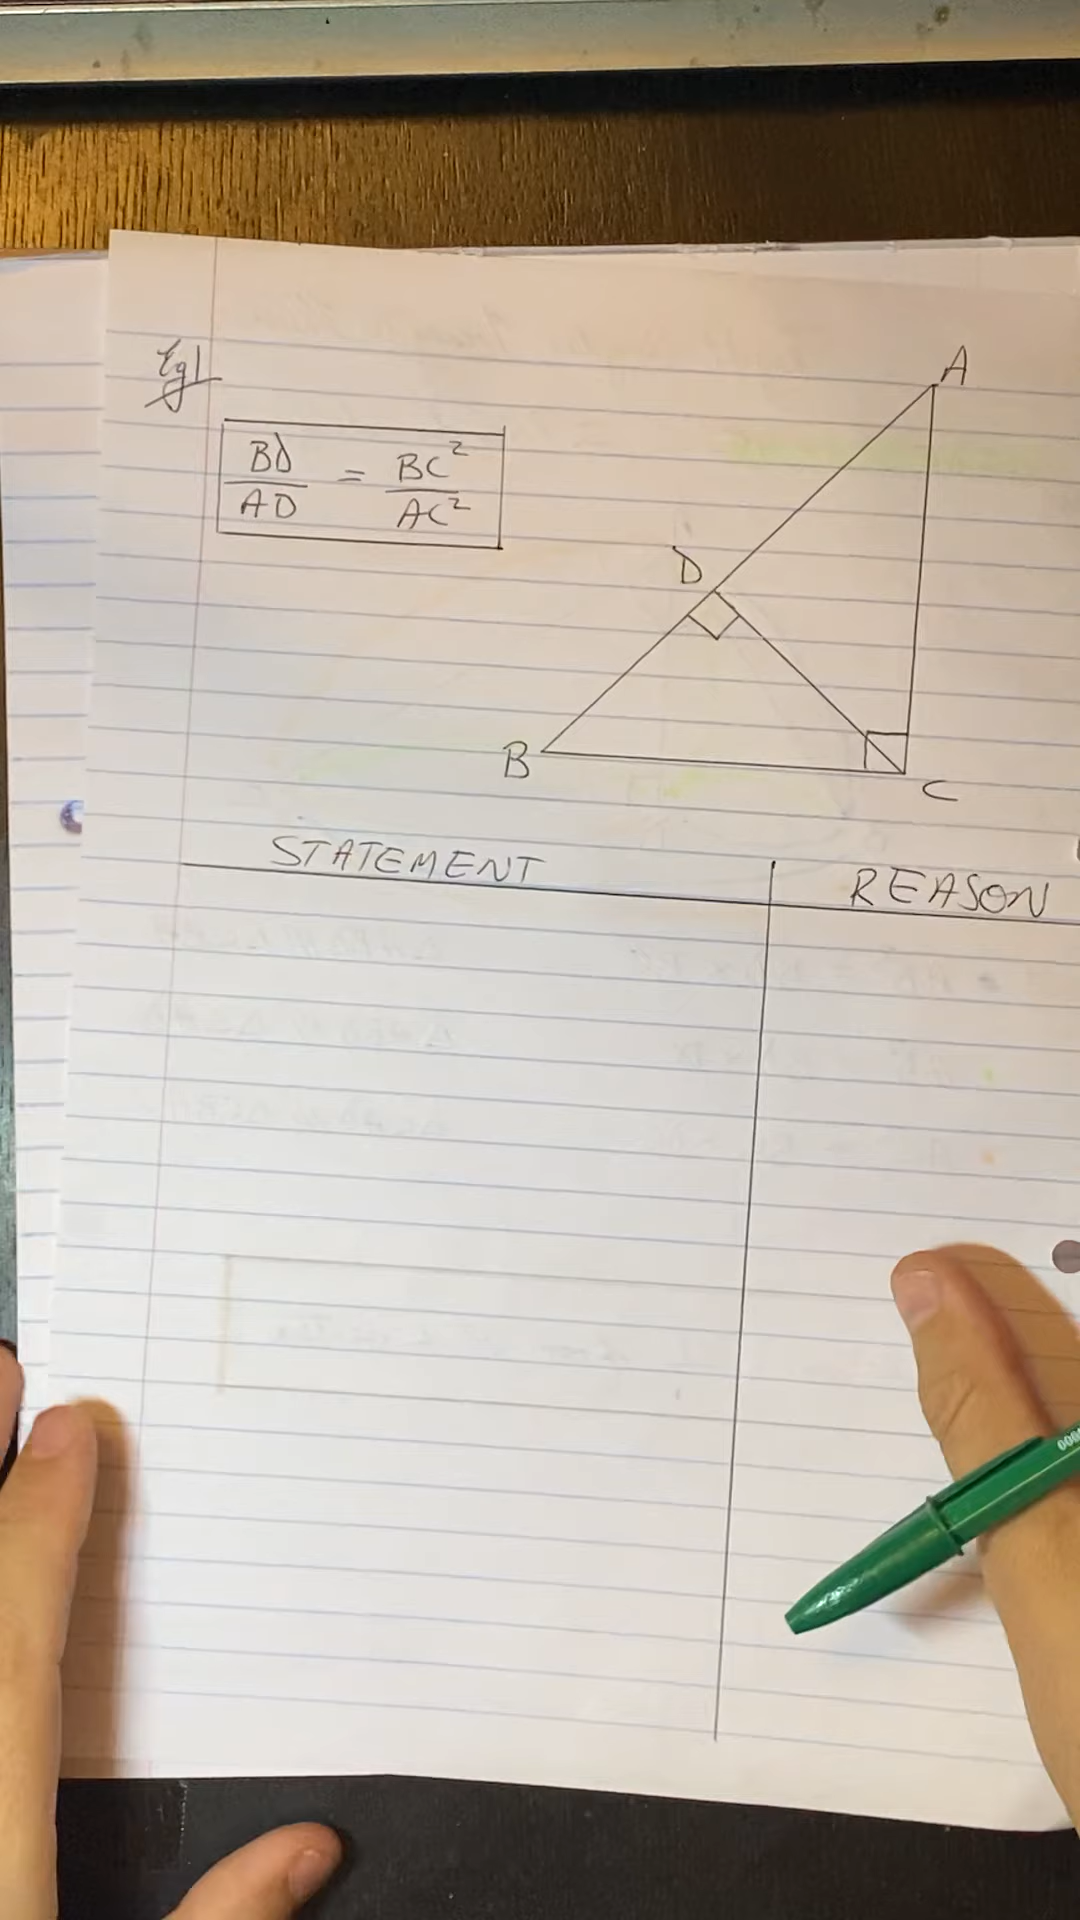 Eg1
BD/AD = BC²/AC²
A
D
B
C
STATEMENT REASON